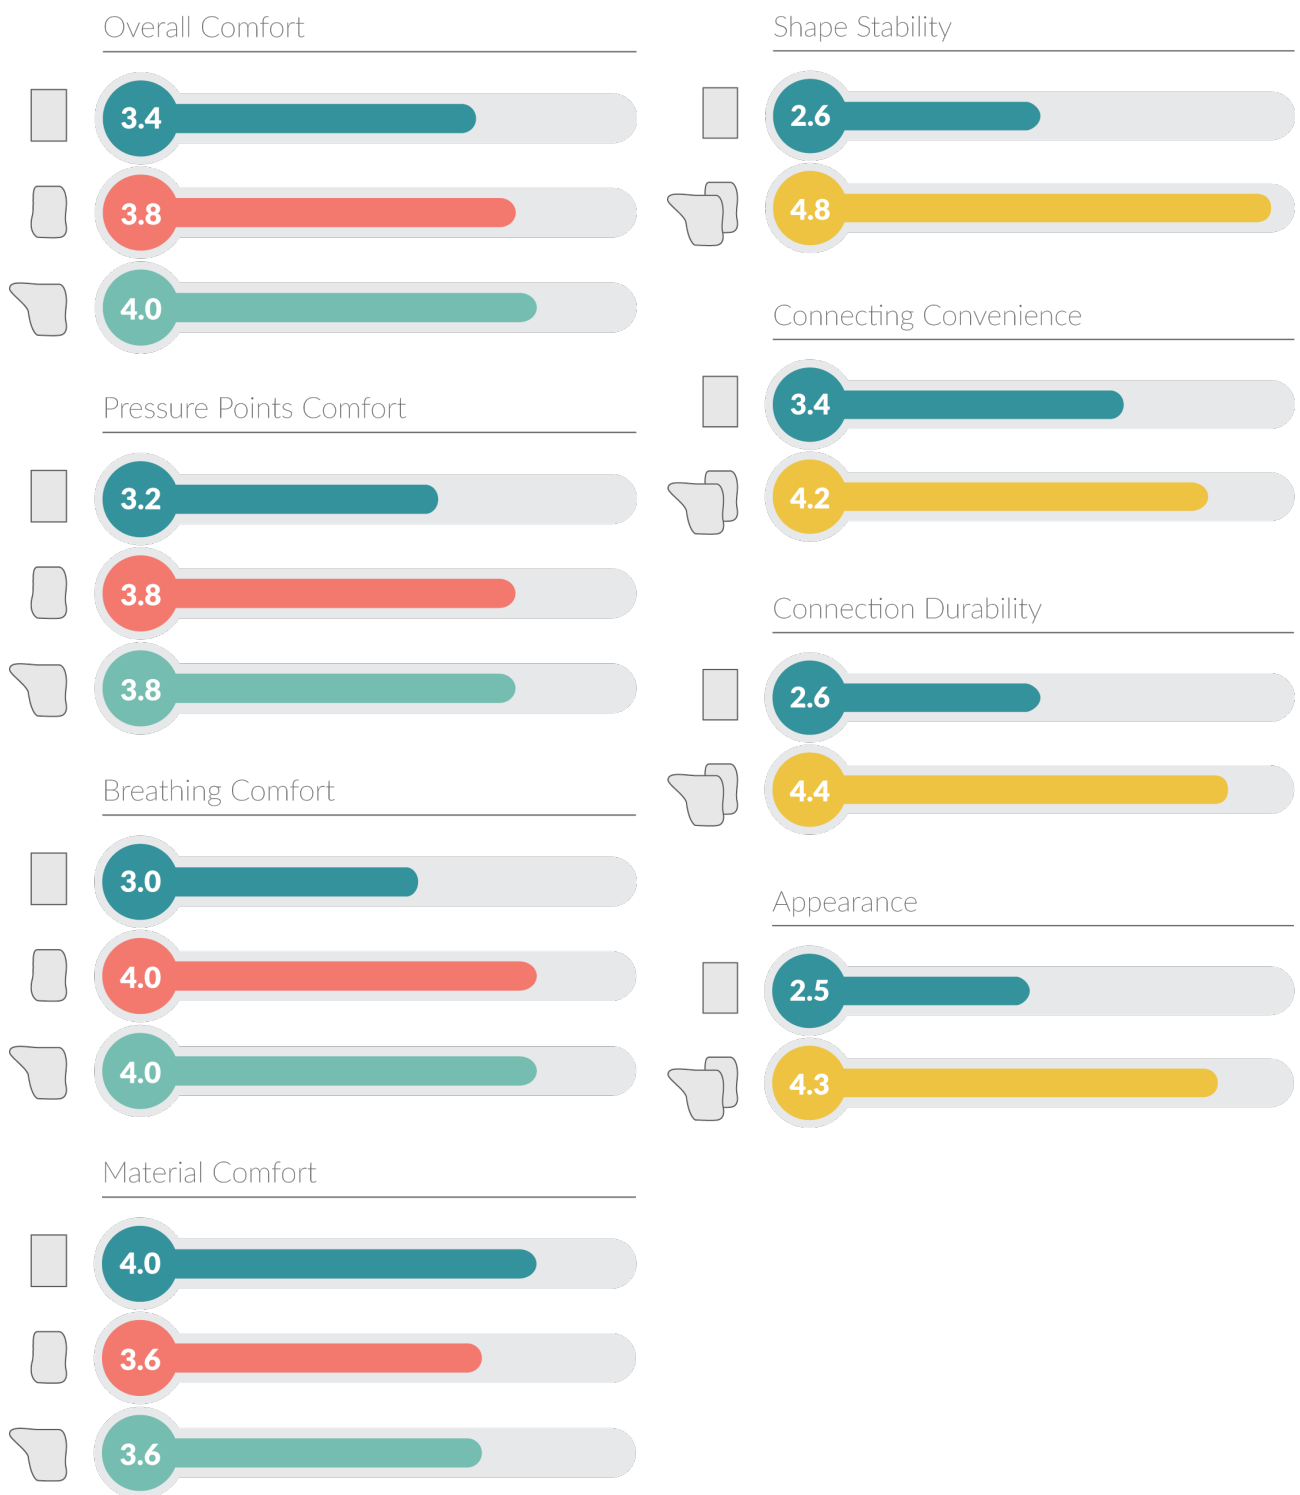 Overall Comfort
3.4
3.8
4.0
Pressure Points Comfort
3.2
3.8
3.8
Breathing Comfort
3.0
4.0
4.0
Material Comfort
4.0
3.6
3.6
Shape Stability
2.6
4.8
Connecting Convenience
3.4
4.2
Connection Durability
2.6
4.4
Appearance
2.5
4.3